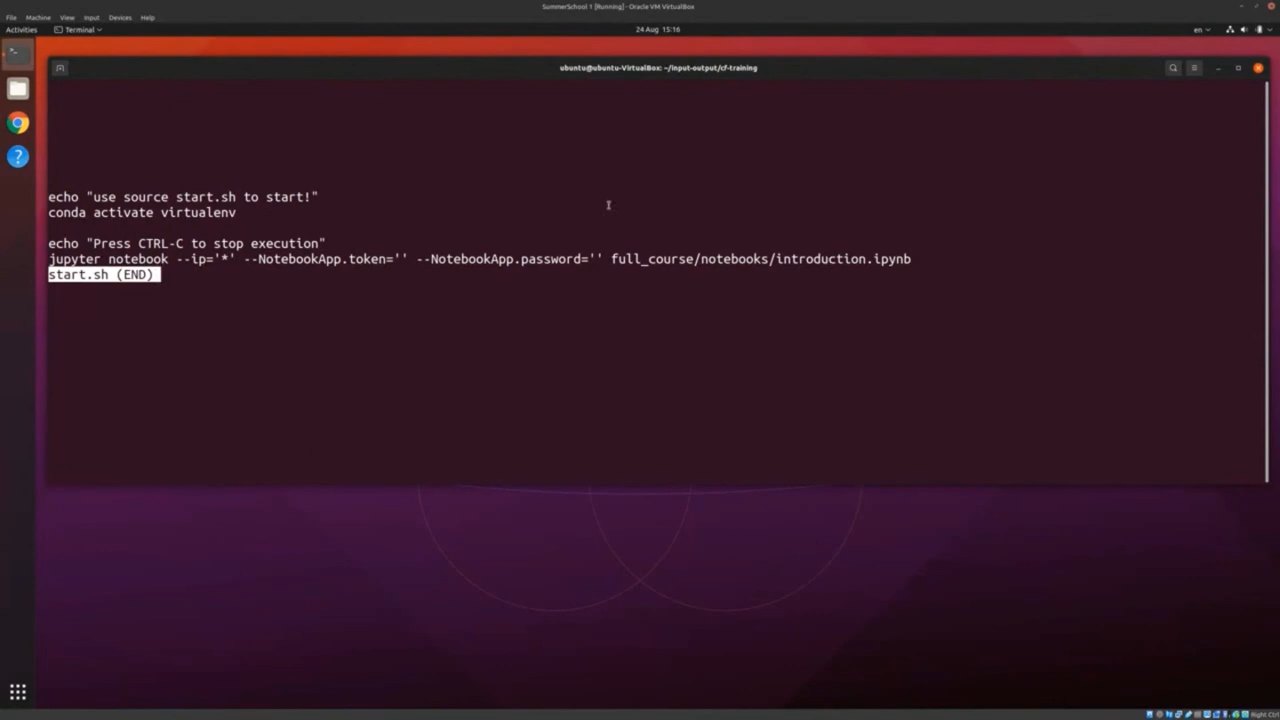 SummerSchool 1 [Running] - Oracle VM VirtualBox
File Machine View Input Devices Help
Activities Terminal 24 Aug 15:16 en
ubuntu@ubuntu-VirtualBox: ~/input-output/cf-training
echo "use source start.sh to start!"
conda activate virtualenv
echo "Press CTRL-C to stop execution"
jupyter notebook --ip='*' --NotebookApp.token='' --NotebookApp.password='' full_course/notebooks/introduction.ipynb
start.sh (END)
Right Ctrl